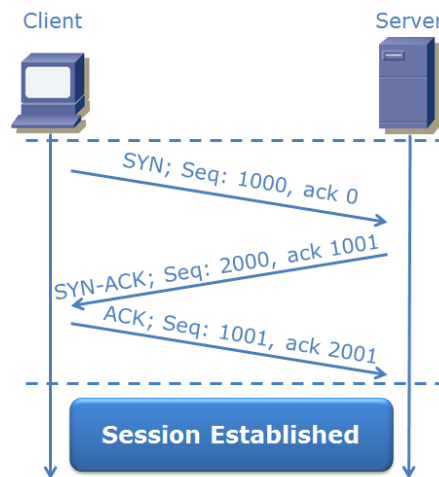 Client
Server
SYN; Seq: 1000, ack 0
SYN-ACK; Seq: 2000, ack 1001
ACK; Seq: 1001, ack 2001
Session Established